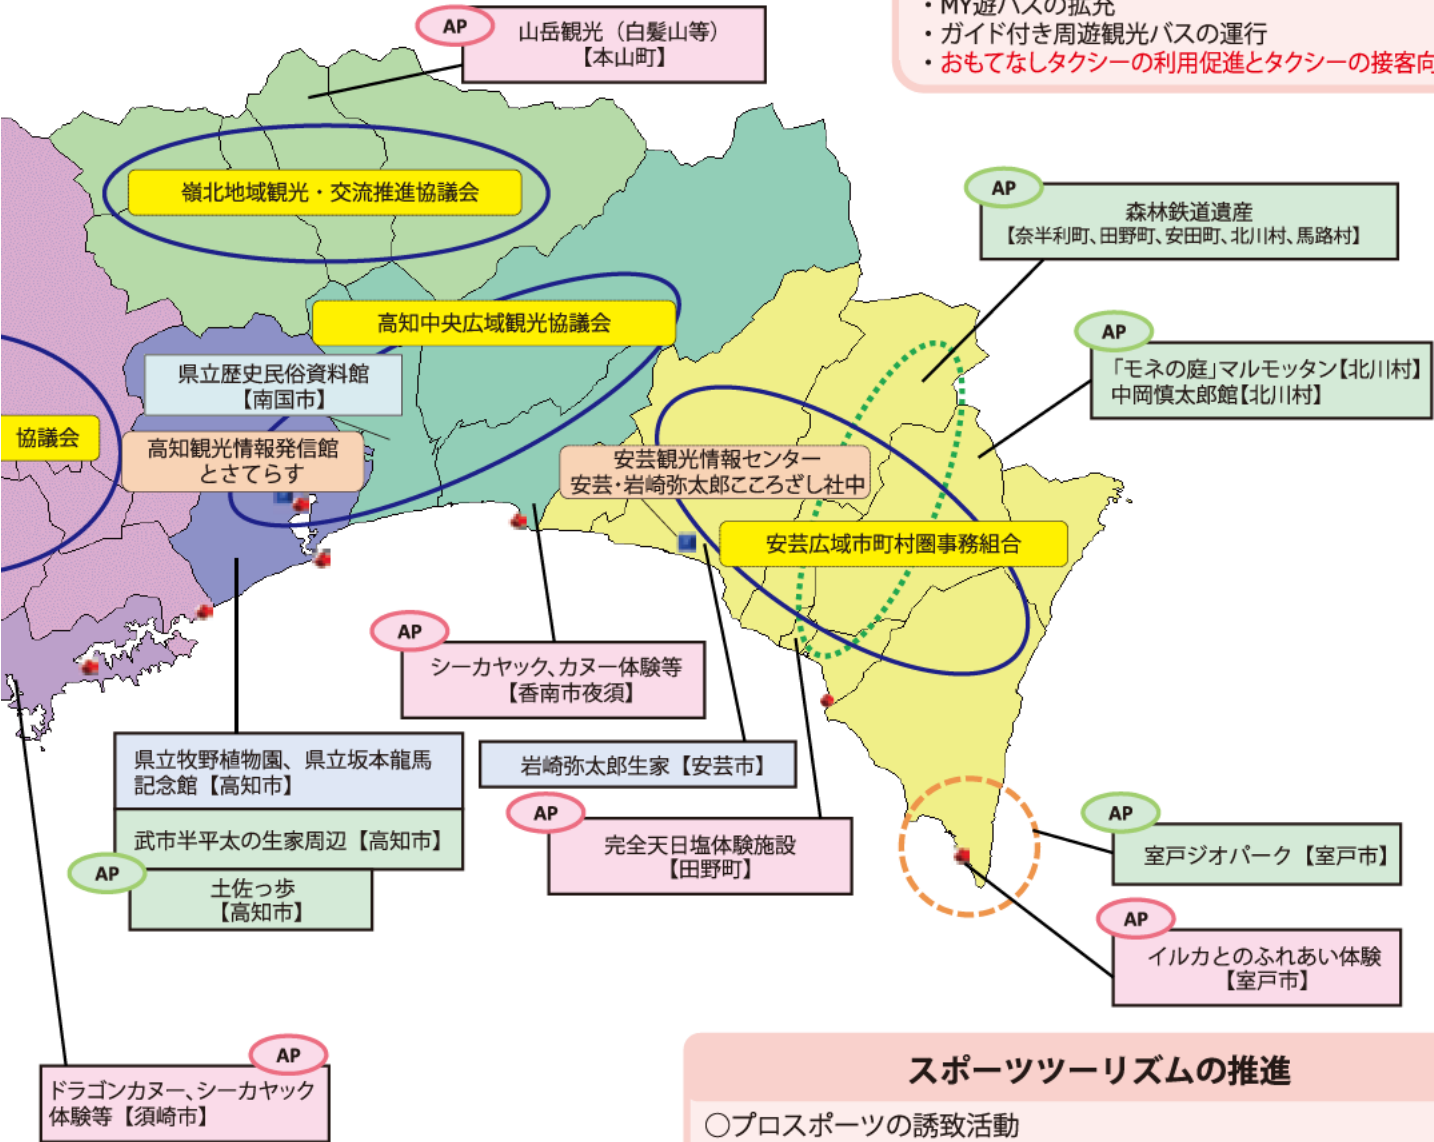 ・MY遊バスの拡充
・ガイド付き周遊観光バスの運行
・おもてなしタクシーの利用促進とタクシーの接客向
AP
山岳観光（白髪山等）
【本山町】
嶺北地域観光・交流推進協議会
AP
森林鉄道遺産
【奈半利町、田野町、安田町、北川村、馬路村】
高知中央広域観光協議会
AP
「モネの庭」マルモッタン【北川村】
中岡慎太郎館【北川村】
県立歴史民俗資料館
【南国市】
協議会
高知観光情報発信館
とさてらす
安芸観光情報センター
安芸・岩崎弥太郎こころざし社中
安芸広域市町村圏事務組合
AP
シーカヤック、カヌー体験等
【香南市夜須】
県立牧野植物園、県立坂本龍馬
記念館【高知市】
岩崎弥太郎生家【安芸市】
武市半平太の生家周辺【高知市】
AP
土佐っ歩
【高知市】
AP
完全天日塩体験施設
【田野町】
AP
室戸ジオパーク【室戸市】
AP
イルカとのふれあい体験
【室戸市】
AP
ドラゴンカヌー、シーカヤック
体験等【須崎市】
スポーツツーリズムの推進
○プロスポーツの誘致活動